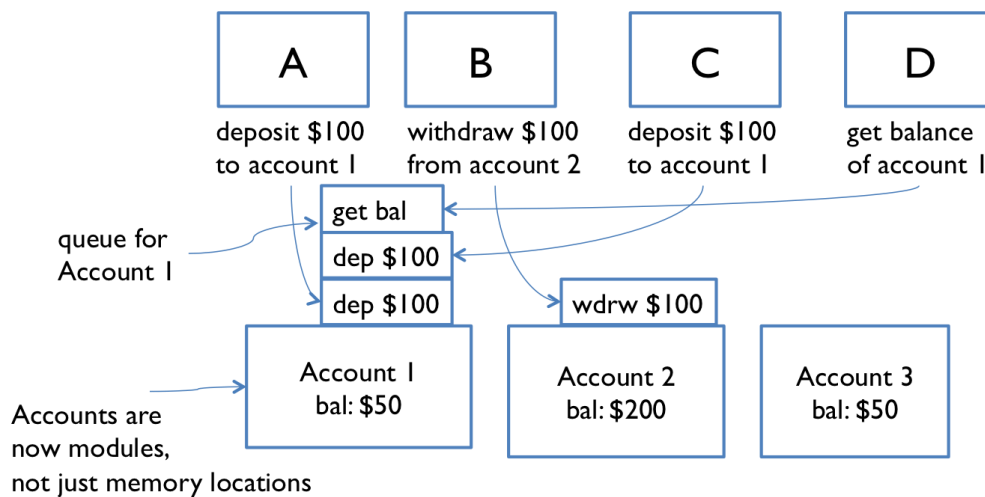 A
B
C
D
deposit $100
to account 1
withdraw $100
from account 2
deposit $100
to account 1
get balance
of account 1
get bal
queue for
Account 1
dep $100
dep $100
wdrw $100
Account 1
bal: $50
Account 2
bal: $200
Account 3
bal: $50
Accounts are
now modules,
not just memory locations